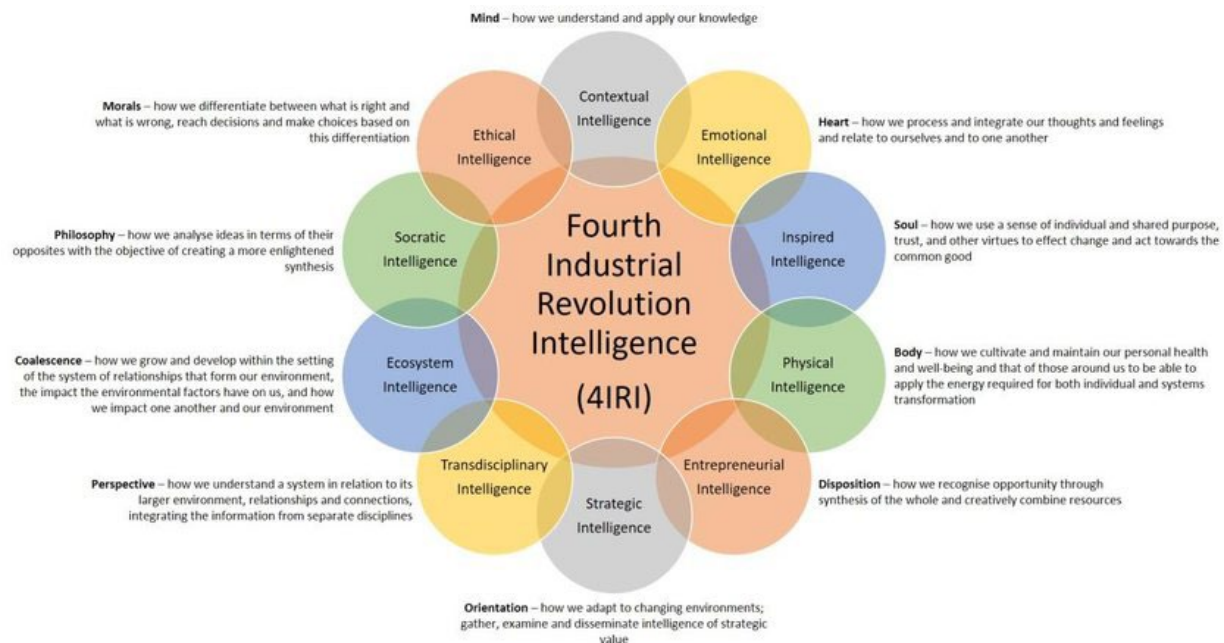 Mind – how we understand and apply our knowledge
Contextual
Intelligence
Emotional
Intelligence
Heart – how we process and integrate our thoughts and feelings
and relate to ourselves and to one another
Inspired
Intelligence
Soul – how we use a sense of individual and shared purpose,
trust, and other virtues to effect change and act towards the
common good
Physical
Intelligence
Body – how we cultivate and maintain our personal health
and well-being and that of those around us to be able to
apply the energy required for both individual and systems
transformation
Entrepreneurial
Intelligence
Disposition – how we recognise opportunity through
synthesis of the whole and creatively combine resources
Strategic
Intelligence
Orientation – how we adapt to changing environments;
gather, examine and disseminate intelligence of strategic
value
Transdisciplinary
Intelligence
Perspective – how we understand a system in relation to its
larger environment, relationships and connections,
integrating the information from separate disciplines
Ecosystem
Intelligence
Coalescence – how we grow and develop within the setting
of the system of relationships that form our environment,
the impact the environmental factors have on us, and how
we impact one another and our environment
Socratic
Intelligence
Philosophy – how we analyse ideas in terms of their
opposites with the objective of creating a more enlightened
synthesis
Ethical
Intelligence
Morals – how we differentiate between what is right and
what is wrong, reach decisions and make choices based on
this differentiation
Fourth
Industrial
Revolution
Intelligence
(4IRI)